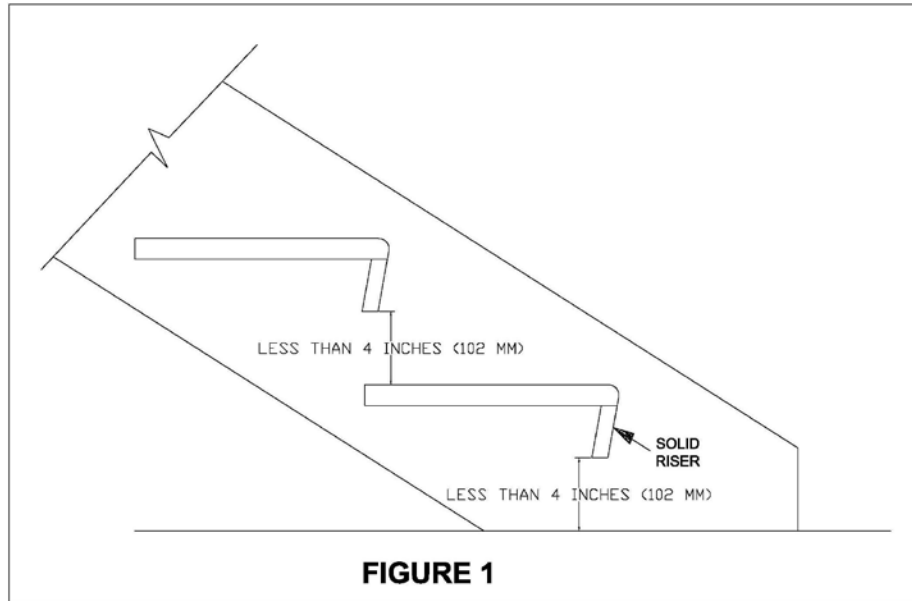 LESS THAN 4 INCHES (102 MM)
SOLID
RISER
LESS THAN 4 INCHES (102 MM)
FIGURE 1